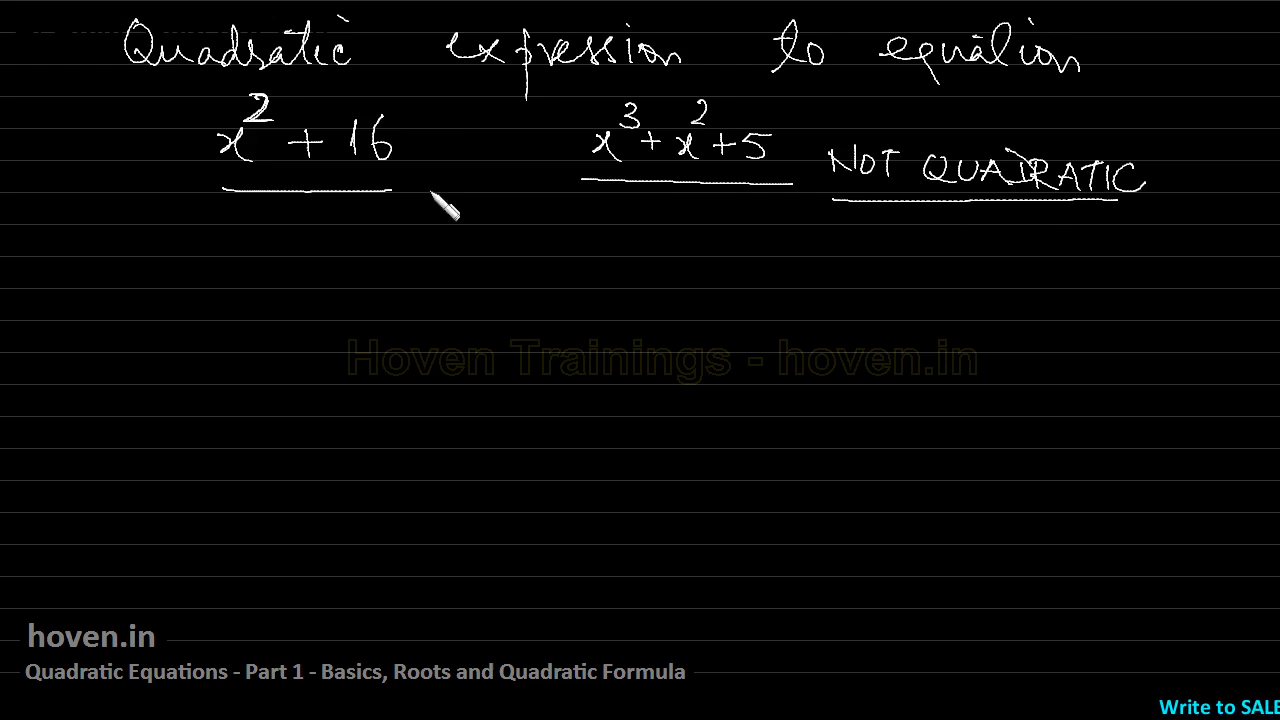 Quadratic expression to equation
x² + 16 x³ + x² + 5 NOT QUADRATIC
Hoven Trainings - hoven.in
hoven.in
Quadratic Equations - Part 1 - Basics, Roots and Quadratic Formula
Write to SALE